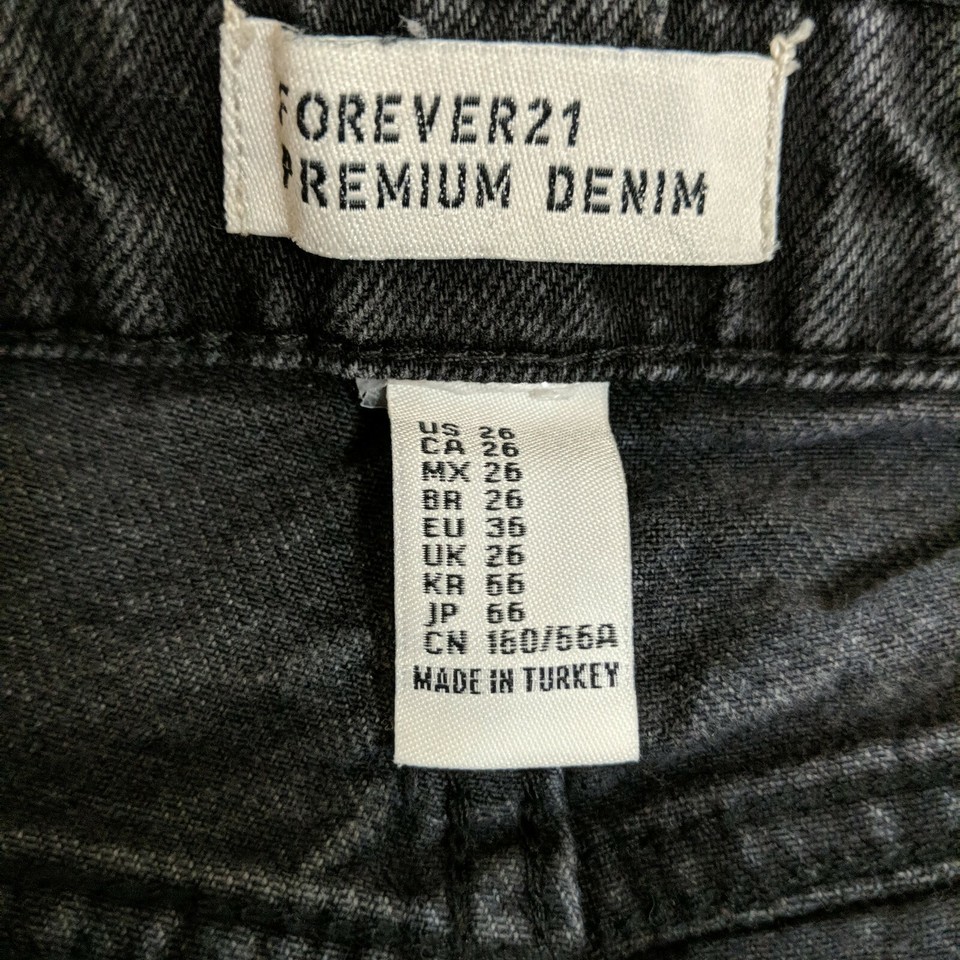 FOREVER21
PREMIUM DENIM
US 26
CA 26
MX 26
BR 26
EU 36
UK 26
KR 66
JP 66
CN 160/66A
MADE IN TURKEY